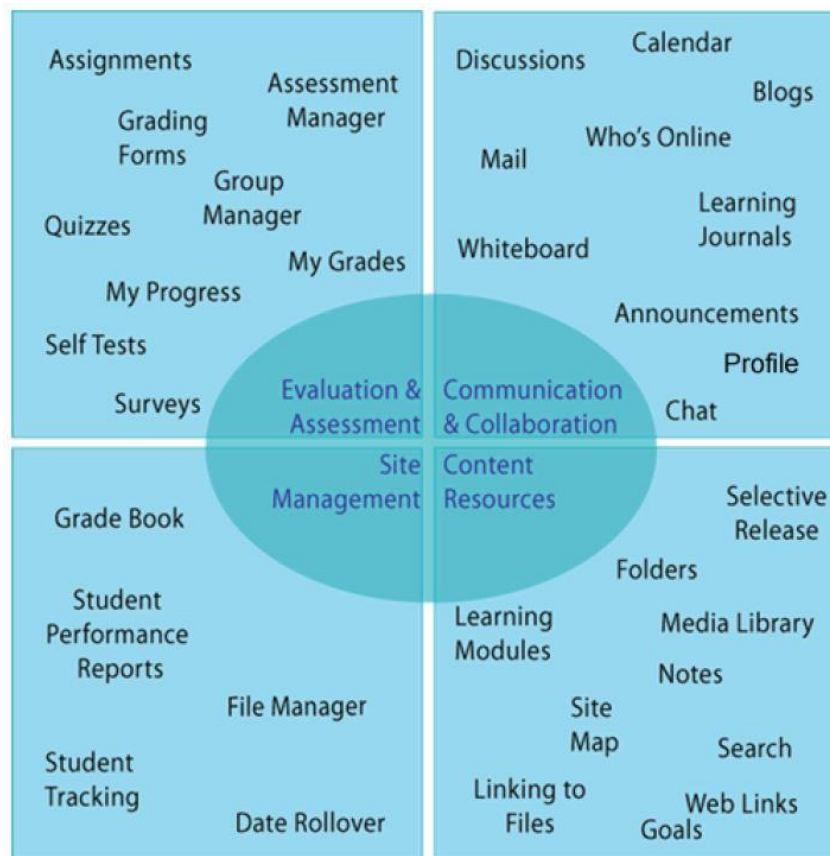 Assignments
Assessment
Manager
Grading
Forms
Group
Manager
Quizzes
My Grades
My Progress
Self Tests
Surveys
Evaluation &
Assessment
Discussions
Calendar
Blogs
Who's Online
Mail
Learning
Journals
Whiteboard
Announcements
Profile
Chat
Communication
& Collaboration
Site
Management
Grade Book
Student
Performance
Reports
File Manager
Student
Tracking
Date Rollover
Content
Resources
Selective
Release
Folders
Learning
Modules
Media Library
Notes
Site
Map
Search
Linking to
Files
Web Links
Goals